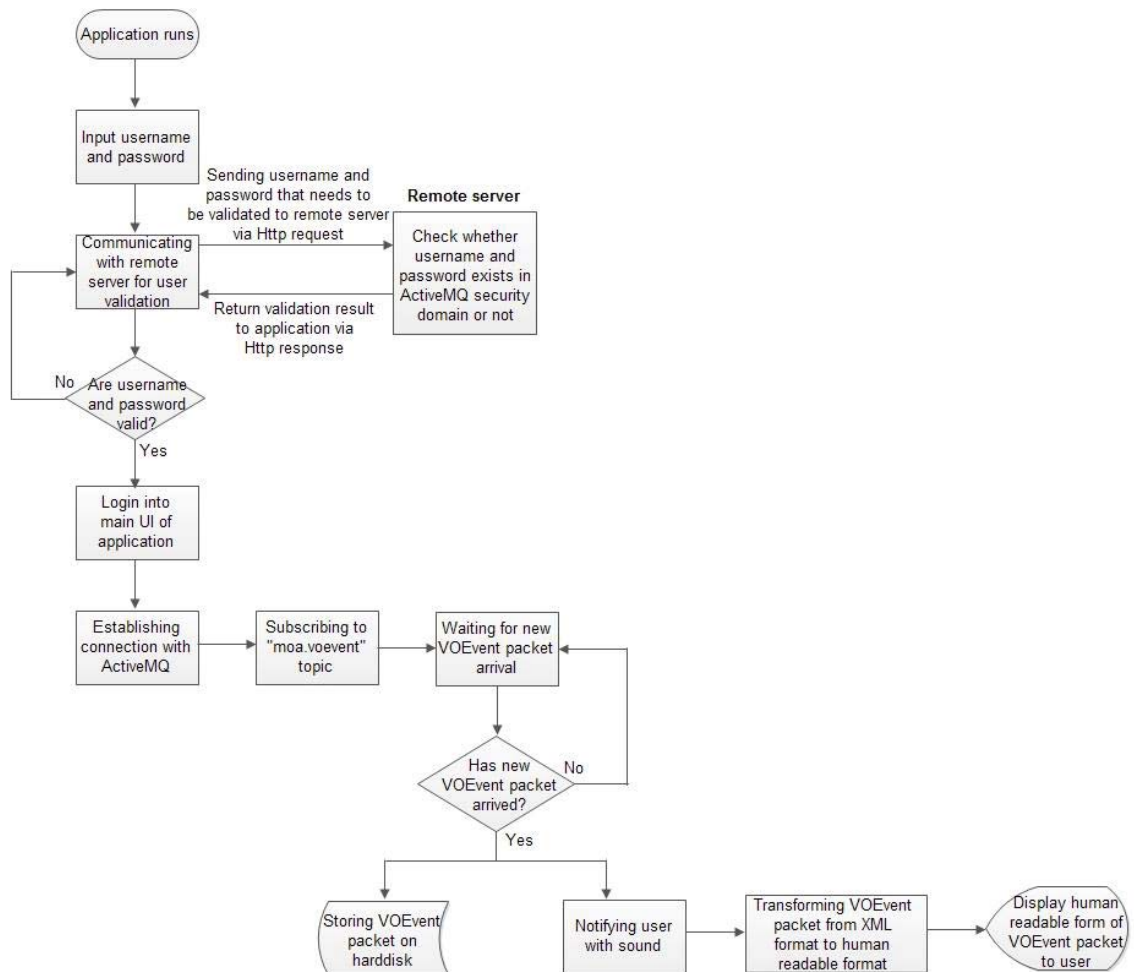 Application runs
Input username
and password
Sending username and
password that needs to
be validated to remote server
via Http request
Remote server
Communicating
with remote
server for user
validation
Check whether
username and
password exists in
ActiveMQ security
domain or not
Return validation result
to application via
Http response
No
Are username
and password
valid?
Yes
Login into
main UI of
application
Establishing
connection with
ActiveMQ
Subscribing to
"moa.voevent"
topic
Waiting for new
VOEvent packet
arrival
Has new
VOEvent packet
arrived?
No
Yes
Storing VOEvent
packet on
harddisk
Notifying user
with sound
Transforming VOEvent
packet from XML
format to human
readable format
Display human
readable form of
VOEvent packet
to user